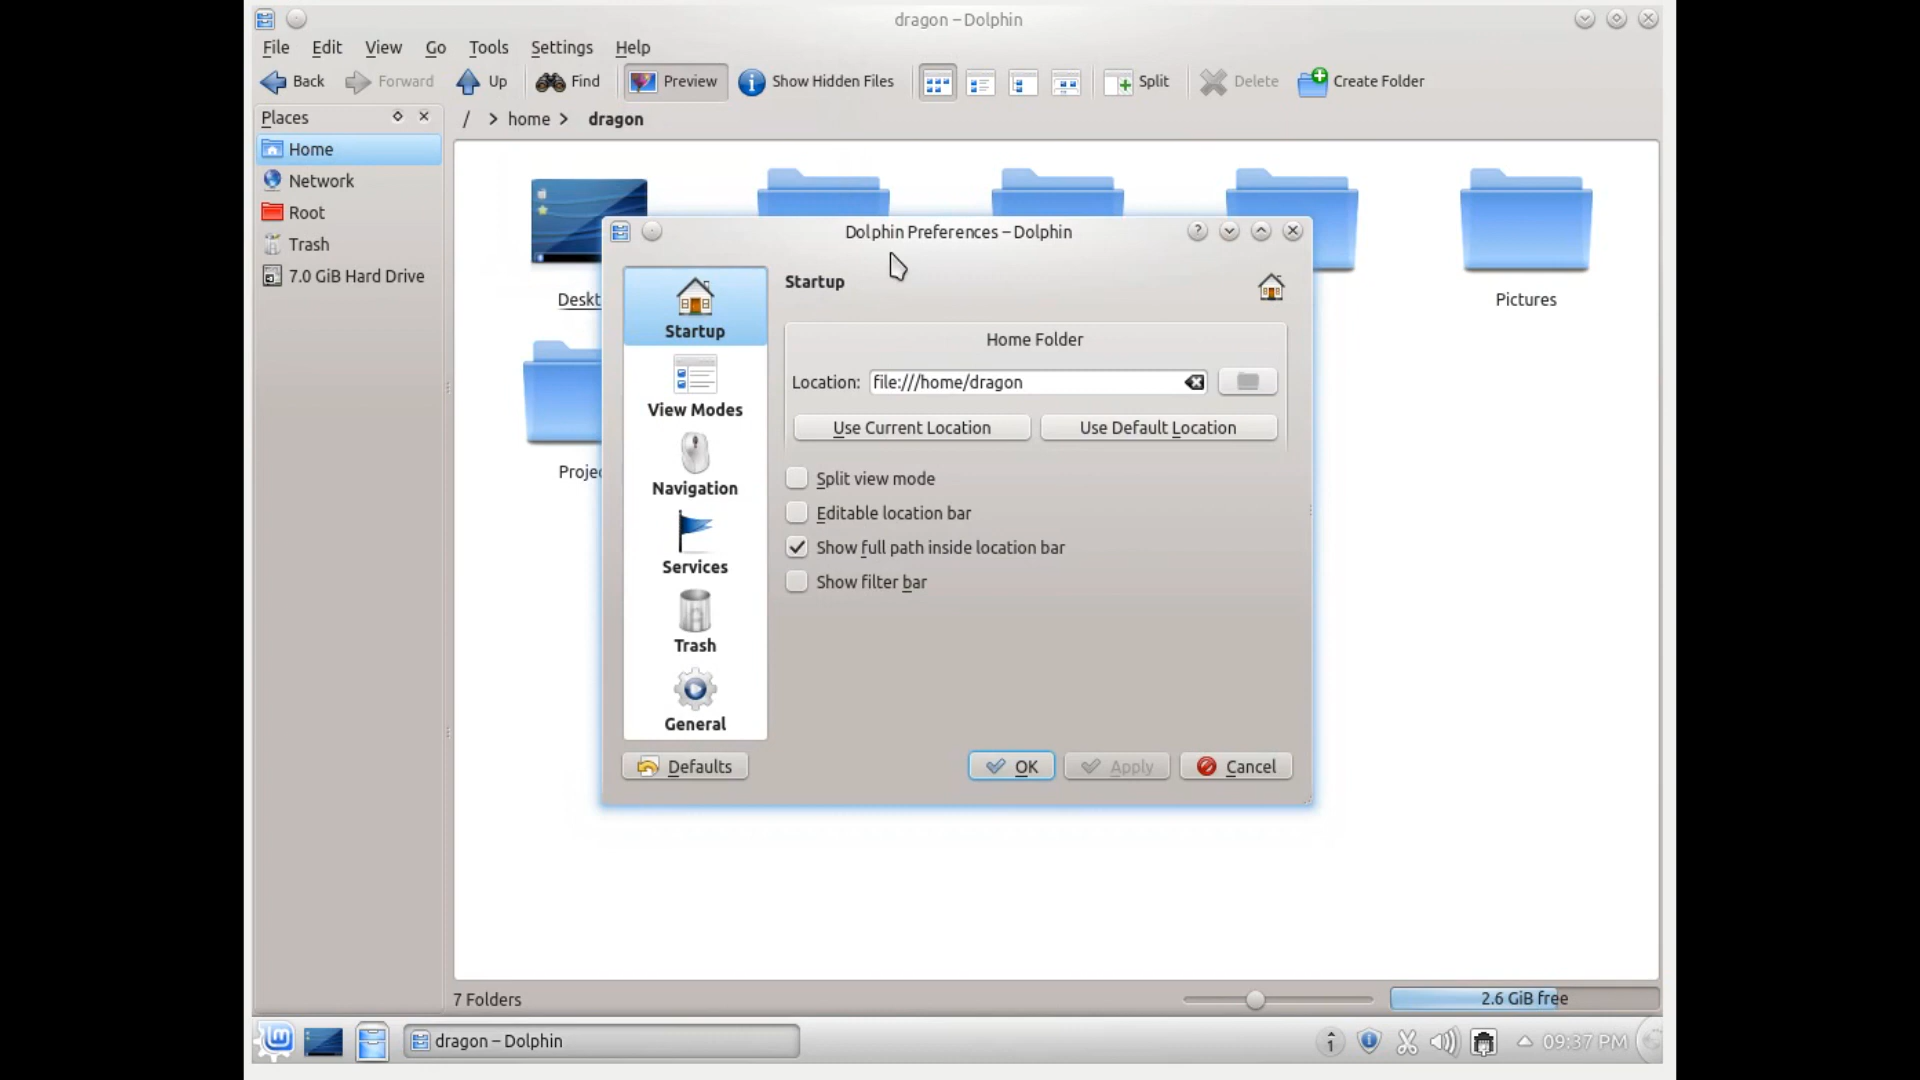 dragon – Dolphin
File Edit View Go Tools Settings Help
Back Forward Up Find Preview Show Hidden Files Split Delete Create Folder
Places
/ > home > dragon
Home
Network
Root
Trash
7.0 GiB Hard Drive
Deskt
Pictures
Projec
Dolphin Preferences – Dolphin
Startup
View Modes
Navigation
Services
Trash
General
Startup
Home Folder
Location: file:///home/dragon
Use Current Location Use Default Location
Split view mode
Editable location bar
Show full path inside location bar
Show filter bar
Defaults OK Apply Cancel
7 Folders 2.6 GiB free
dragon – Dolphin 1 09:37 PM